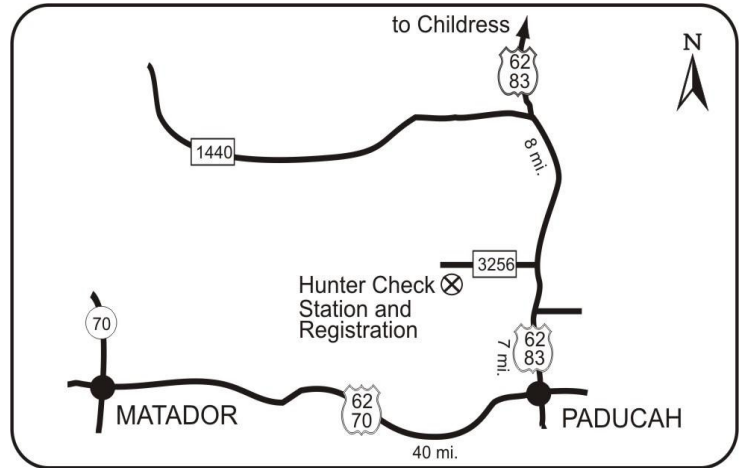 to Childress
N
62
83
1440
8 mi.
3256
Hunter Check
Station and
Registration
70
62
83
7 mi.
MATADOR
62
70
PADUCAH
40 mi.